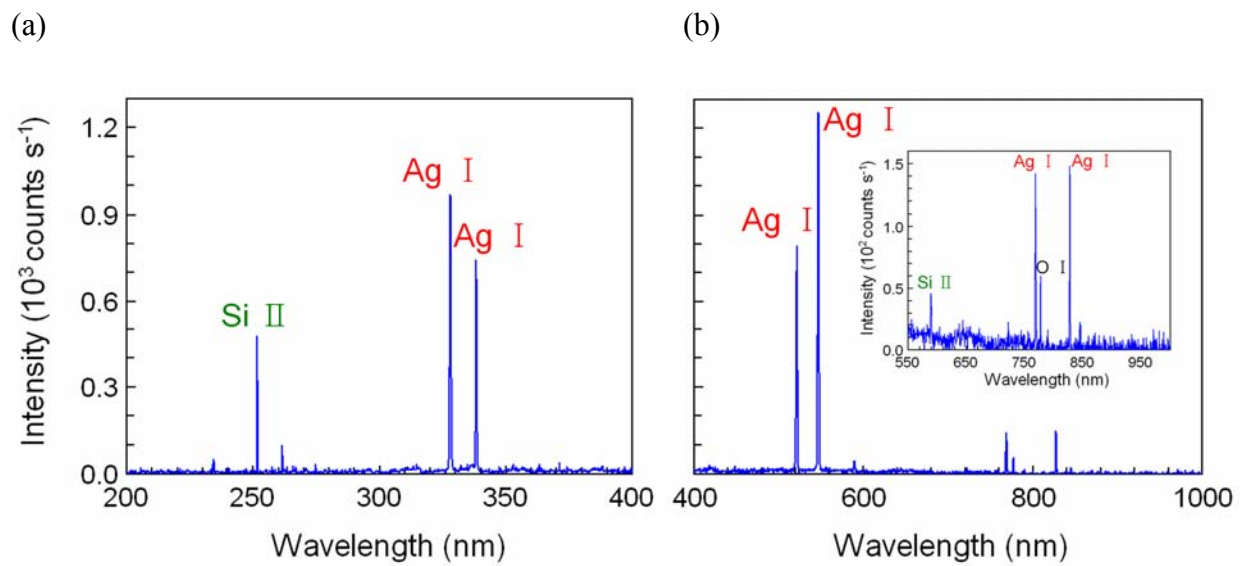 (a)
(b)
Intensity (10³ counts s⁻¹)
1.2
0.9
0.6
0.3
0.0
Ag Ⅰ
Ag Ⅰ
Si Ⅱ
200
250
300
350
400
Wavelength (nm)
Ag Ⅰ
Ag Ⅰ
400
600
800
1000
Wavelength (nm)
Intensity (10² counts s⁻¹)
1.5
1.0
0.5
0.0
Ag Ⅰ
Ag Ⅰ
O Ⅰ
Si Ⅱ
550
650
750
850
950
Wavelength (nm)